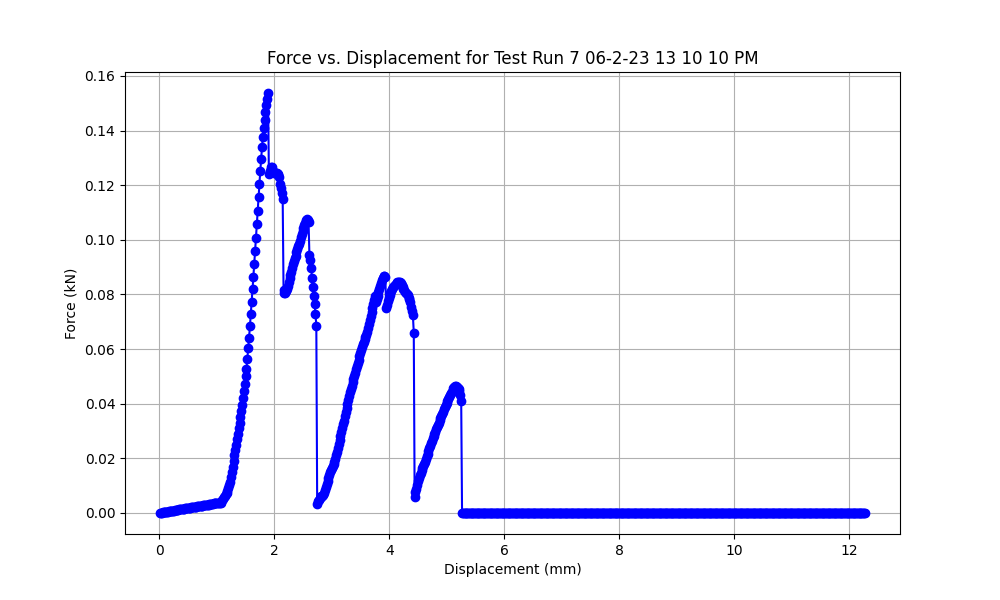 Force vs. Displacement for Test Run 7 06-2-23 13 10 10 PM
0.16
0.14
0.12
0.10
0.08
0.06
0.04
0.02
0.00
Force (kN)
0 2 4 6 8 10 12
Displacement (mm)